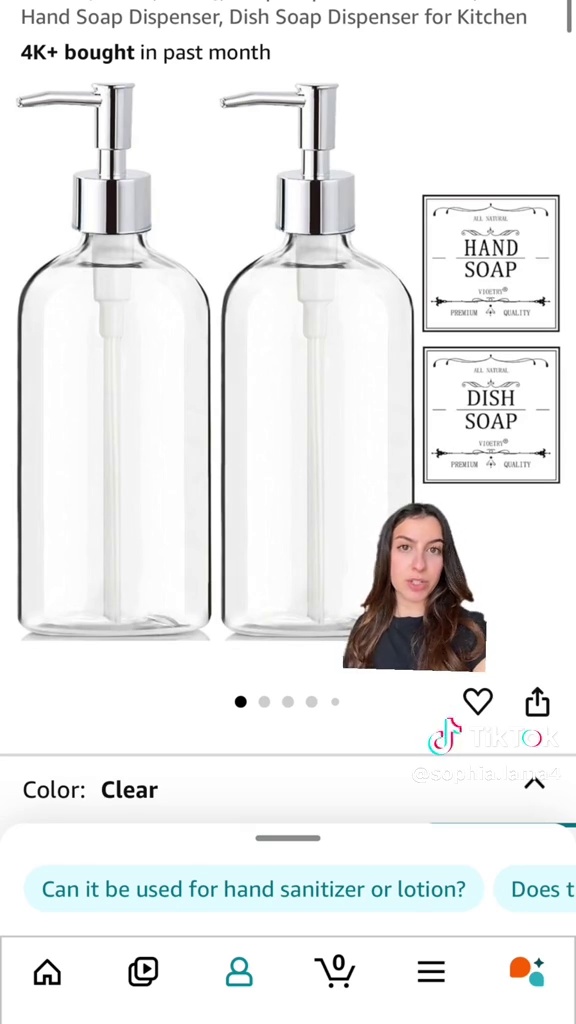 Hand Soap Dispenser, Dish Soap Dispenser for Kitchen
4K+ bought in past month
ALL NATURAL
HAND
SOAP
VIOETRY®
PREMIUM QUALITY
ALL NATURAL
DISH
SOAP
VIOETRY®
PREMIUM QUALITY
TikTok
@sophia.lama4
Color: Clear
Can it be used for hand sanitizer or lotion?
Does t
0